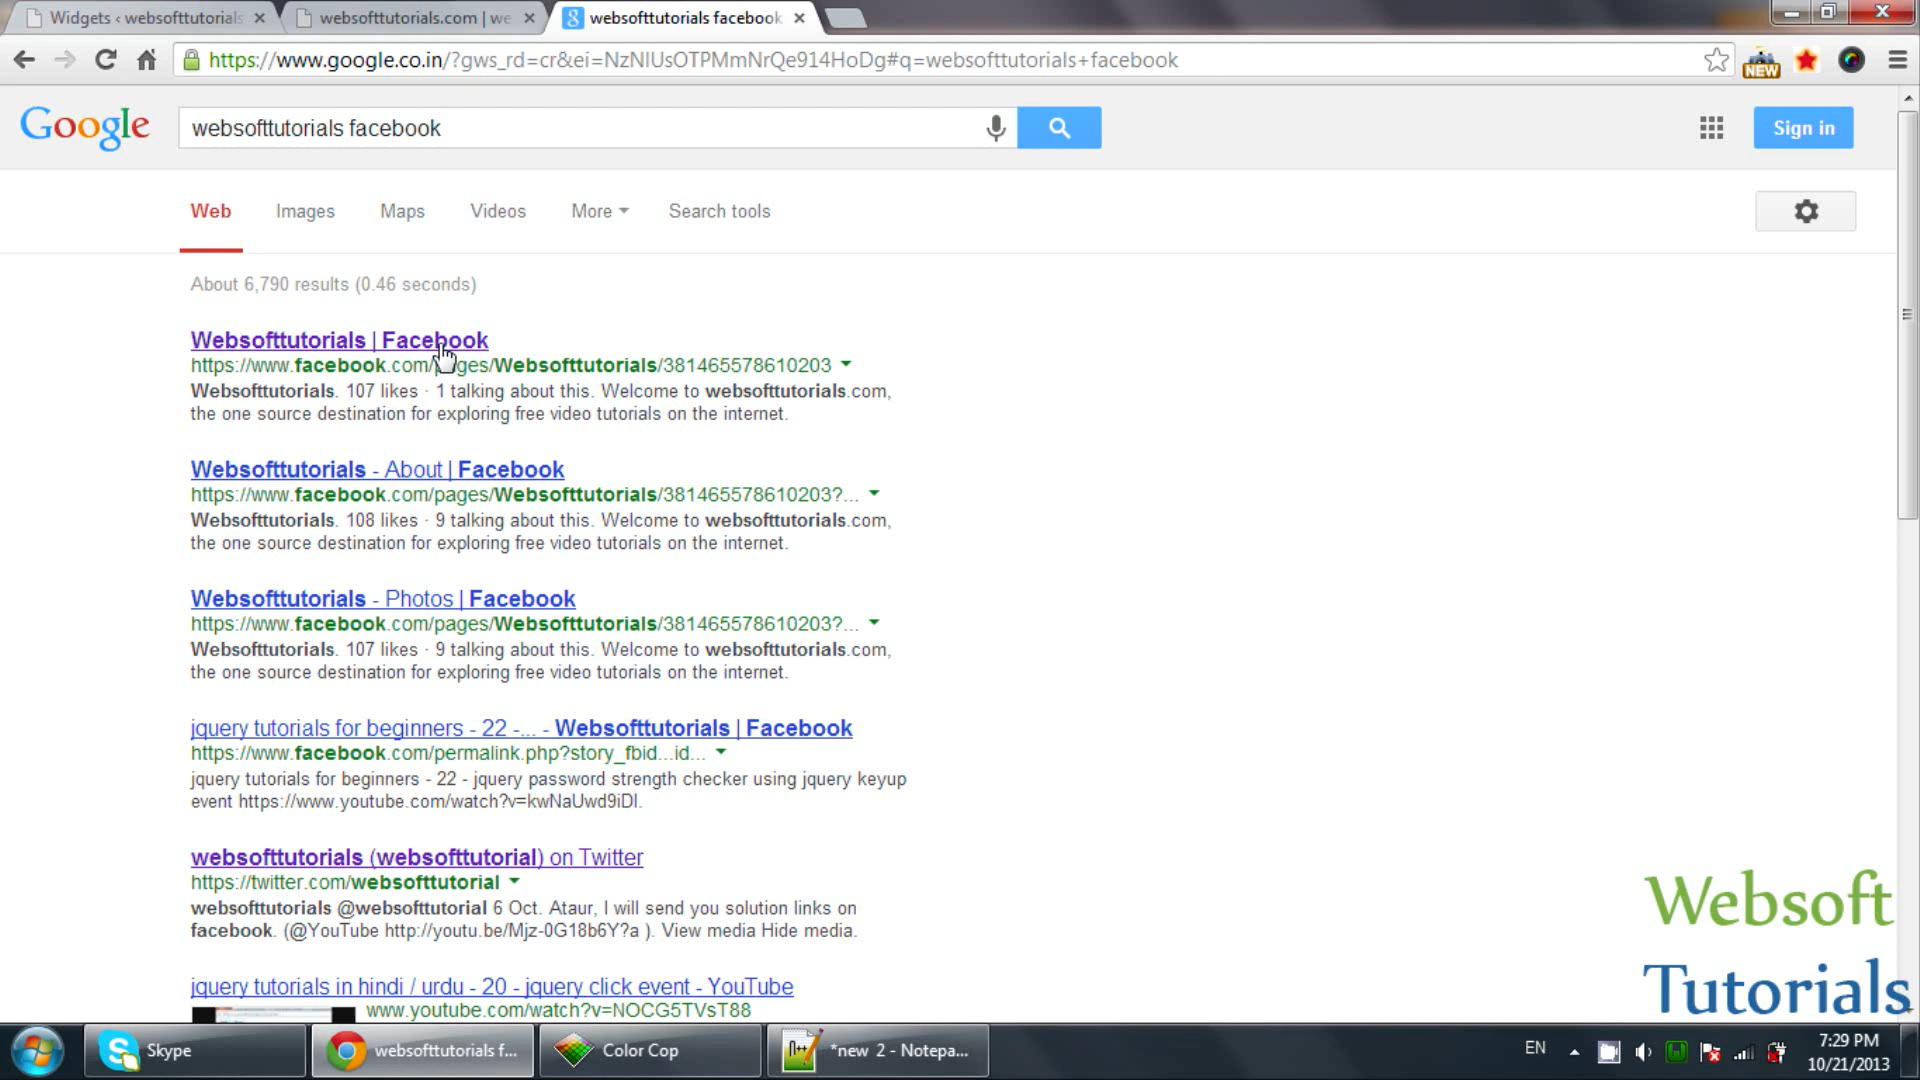 Widgets ‹ websofttutorials
websofttutorials.com | we
websofttutorials facebook
https://www.google.co.in/?gws_rd=cr&ei=NzNlUsOTPMmNrQe914HoDg#q=websofttutorials+facebook
NEW
Google
websofttutorials facebook
Sign in
Web Images Maps Videos More Search tools
About 6,790 results (0.46 seconds)
Websofttutorials | Facebook
https://www.facebook.com/pages/Websofttutorials/381465578610203
Websofttutorials. 107 likes · 1 talking about this. Welcome to websofttutorials.com,
the one source destination for exploring free video tutorials on the internet.
Websofttutorials - About | Facebook
https://www.facebook.com/pages/Websofttutorials/381465578610203?...
Websofttutorials. 108 likes · 9 talking about this. Welcome to websofttutorials.com,
the one source destination for exploring free video tutorials on the internet.
Websofttutorials - Photos | Facebook
https://www.facebook.com/pages/Websofttutorials/381465578610203?...
Websofttutorials. 107 likes · 9 talking about this. Welcome to websofttutorials.com,
the one source destination for exploring free video tutorials on the internet.
jquery tutorials for beginners - 22 -... - Websofttutorials | Facebook
https://www.facebook.com/permalink.php?story_fbid...id...
jquery tutorials for beginners - 22 - jquery password strength checker using jquery keyup
event https://www.youtube.com/watch?v=kwNaUwd9iDI.
websofttutorials (websofttutorial) on Twitter
https://twitter.com/websofttutorial
websofttutorials @websofttutorial 6 Oct. Ataur, I will send you solution links on
facebook. (@YouTube http://youtu.be/Mjz-0G18b6Y?a ). View media Hide media.
jquery tutorials in hindi / urdu - 20 - jquery click event - YouTube
www.youtube.com/watch?v=NOCG5TVsT88
Websoft
Tutorials
Skype
websofttutorials f...
Color Cop
*new 2 - Notepa...
EN
7:29 PM
10/21/2013